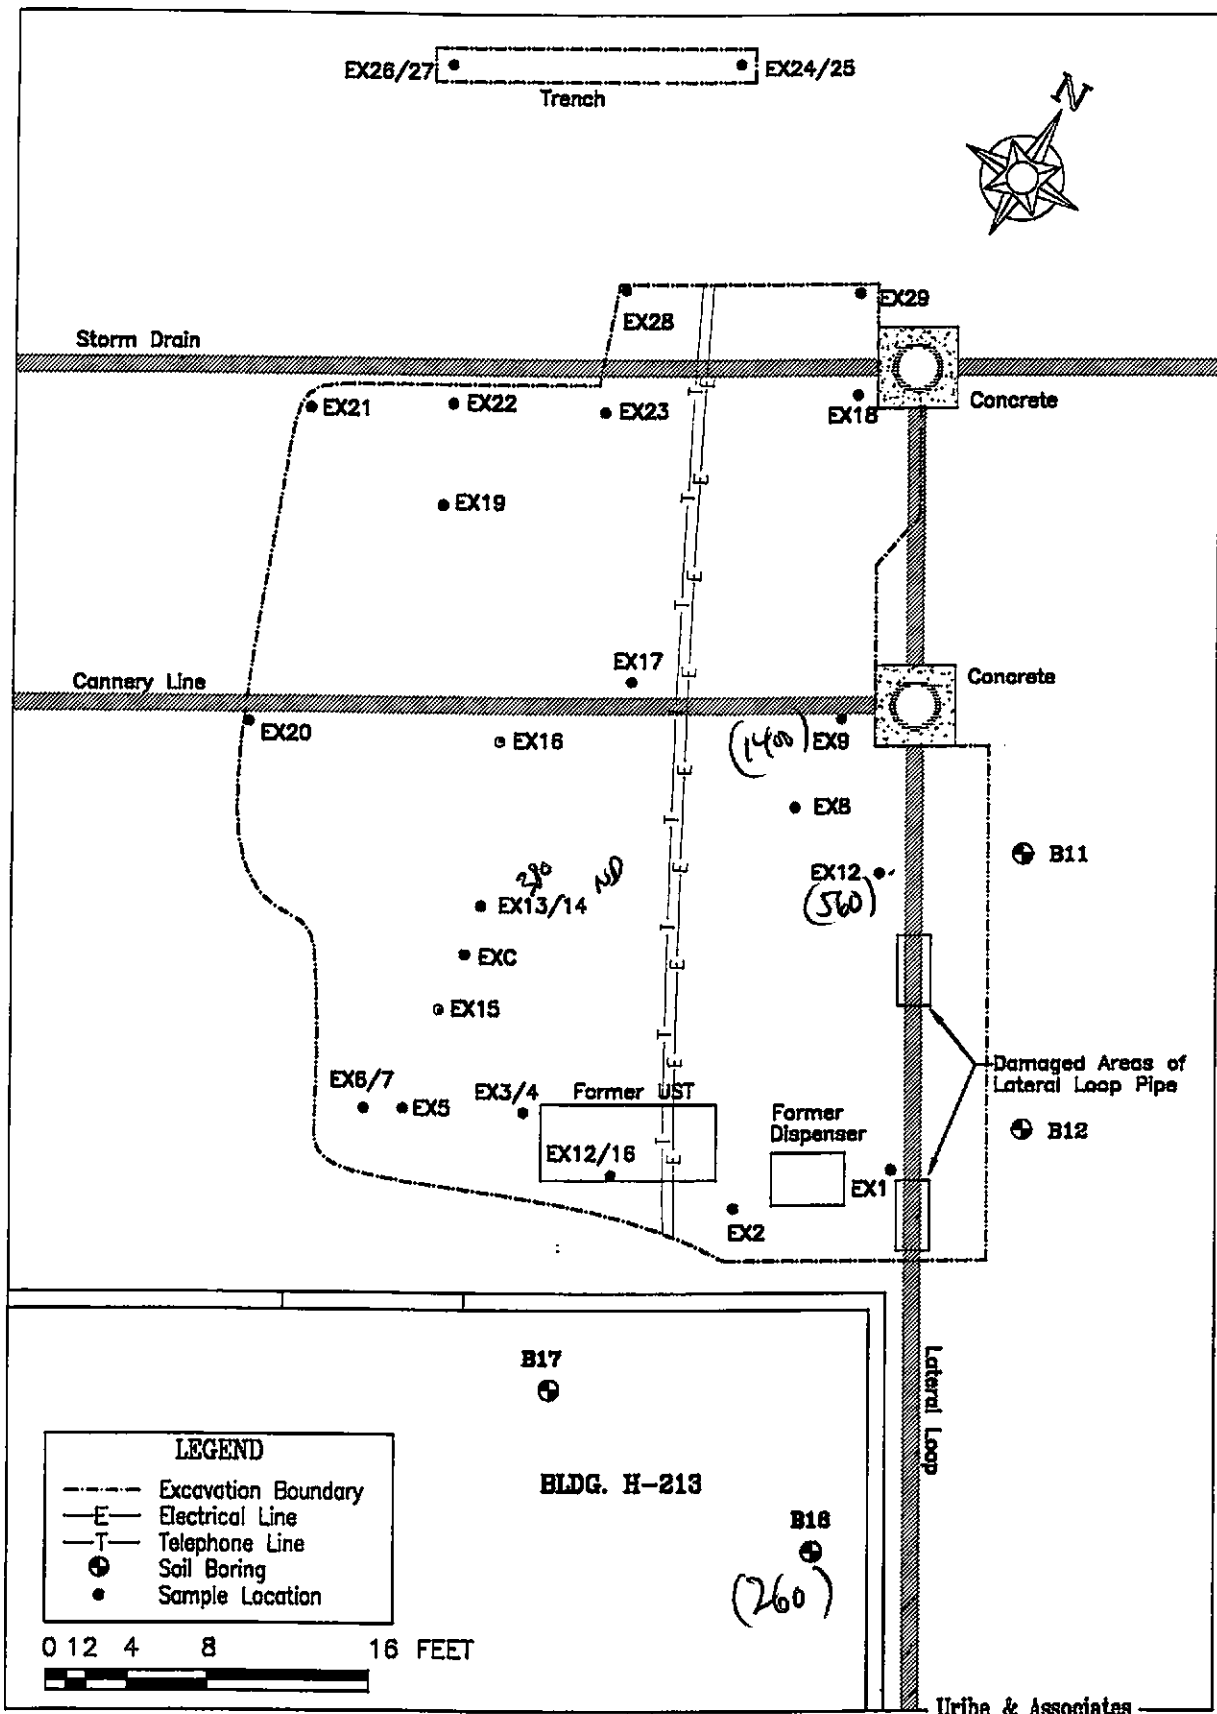 EX26/27
EX24/25
Trench
N
EX28
EX29
Storm Drain
EX21
EX22
EX23
EX18
Concrete
E
T
EX19
E
T
E
T
EX17
E
Cannery Line
Concrete
EX20
EX16
T
(1400)
EX9
E
EX8
T
B11
290
ND
E
EX12
(560)
EX13/14
T
EXC
E
EX15
T
Damaged Areas of
Lateral Loop Pipe
E
EX6/7
EX5
EX3/4
Former UST
Former
Dispenser
B12
T
EX12/16
E
EX1
EX2
B17
Lateral Loop
LEGEND
Excavation Boundary
E Electrical Line
T Telephone Line
Soil Boring
Sample Location
BLDG. H-213
B18
(260)
0 12 4 8 16 FEET
Uribe & Associates